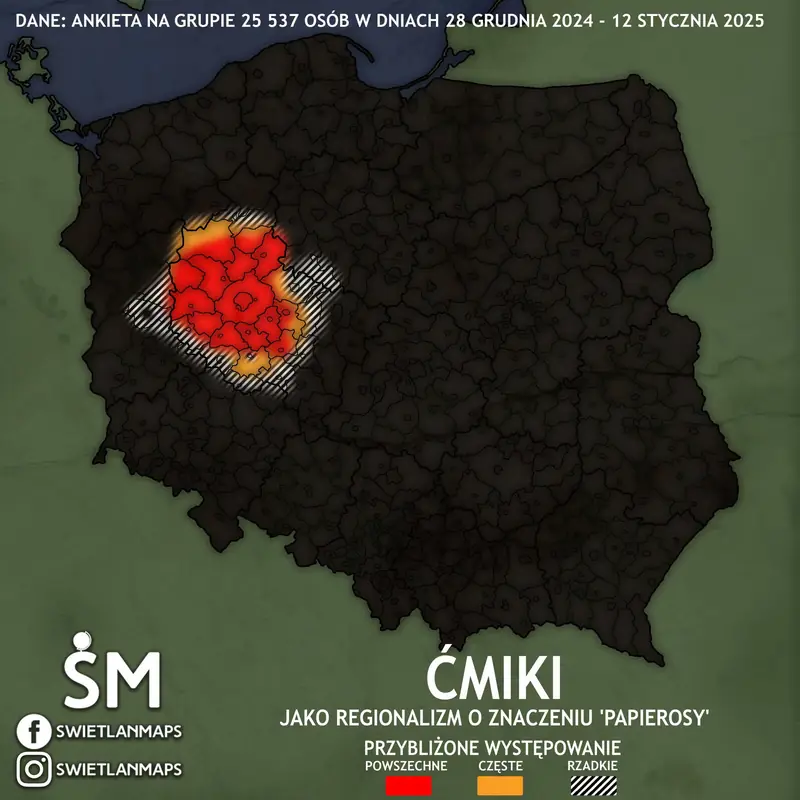 DANE: ANKIETA NA GRUPIE 25 537 OSÓB W DNIACH 28 GRUDNIA 2024 - 12 STYCZNIA 2025
ŚM
SWIETLANMAPS
SWIETLANMAPS
ĆMIKI
JAKO REGIONALIZM O ZNACZENIU 'PAPIEROSY'
PRZYBLIŻONE WYSTĘPOWANIE
POWSZECHNE CZĘSTE RZADKIE